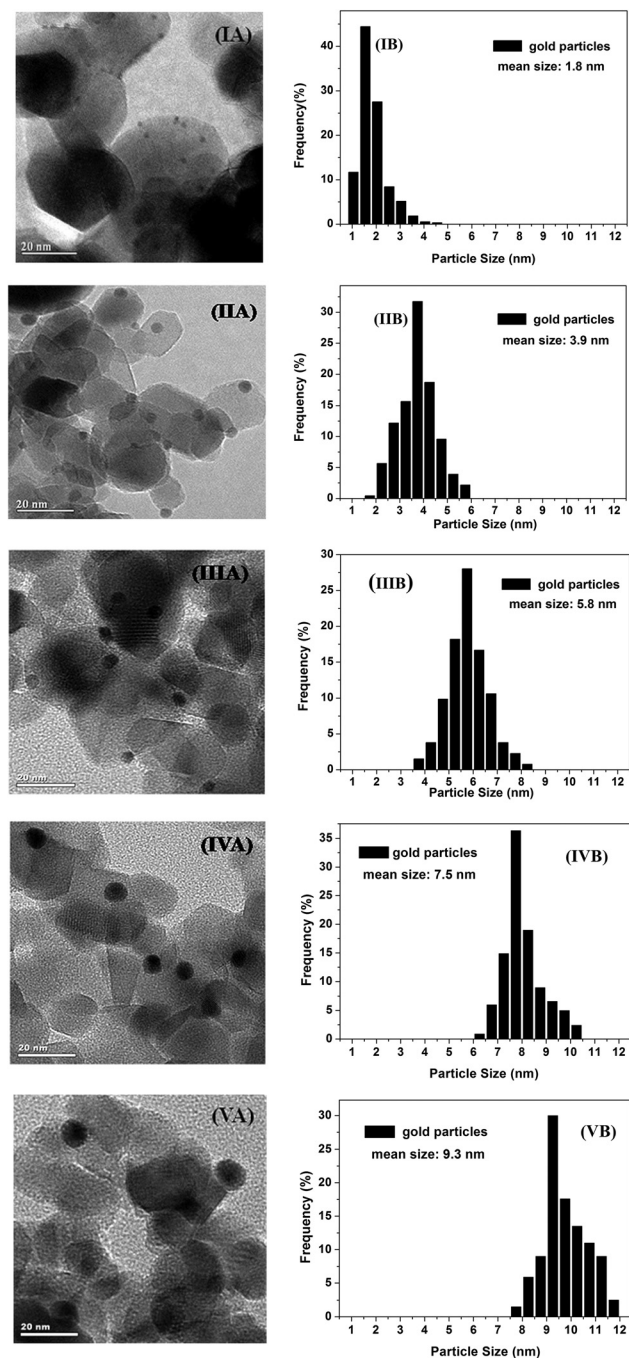 (IA)
20 nm
(IB)
gold particles
mean size: 1.8 nm
Frequency(%)
40
30
20
10
0
1 2 3 4 5 6 7 8 9 10 11 12
Particle Size (nm)
(IIA)
20 nm
(IIB)
gold particles
mean size: 3.9 nm
Frequency (%)
30
25
20
15
10
5
0
1 2 3 4 5 6 7 8 9 10 11 12
Particle Size (nm)
(IIIA)
20 nm
(IIIB)
gold particles
mean size: 5.8 nm
Frequency (%)
30
25
20
15
10
5
0
1 2 3 4 5 6 7 8 9 10 11 12
Particle Size (nm)
(IVA)
20 nm
gold particles
(IVB)
mean size: 7.5 nm
Frequency (%)
35
30
25
20
15
10
5
0
1 2 3 4 5 6 7 8 9 10 11 12
Particle Size (nm)
(VA)
20 nm
gold particles
(VB)
mean size: 9.3 nm
Frequency (%)
30
25
20
15
10
5
0
1 2 3 4 5 6 7 8 9 10 11 12
Particle Size (nm)